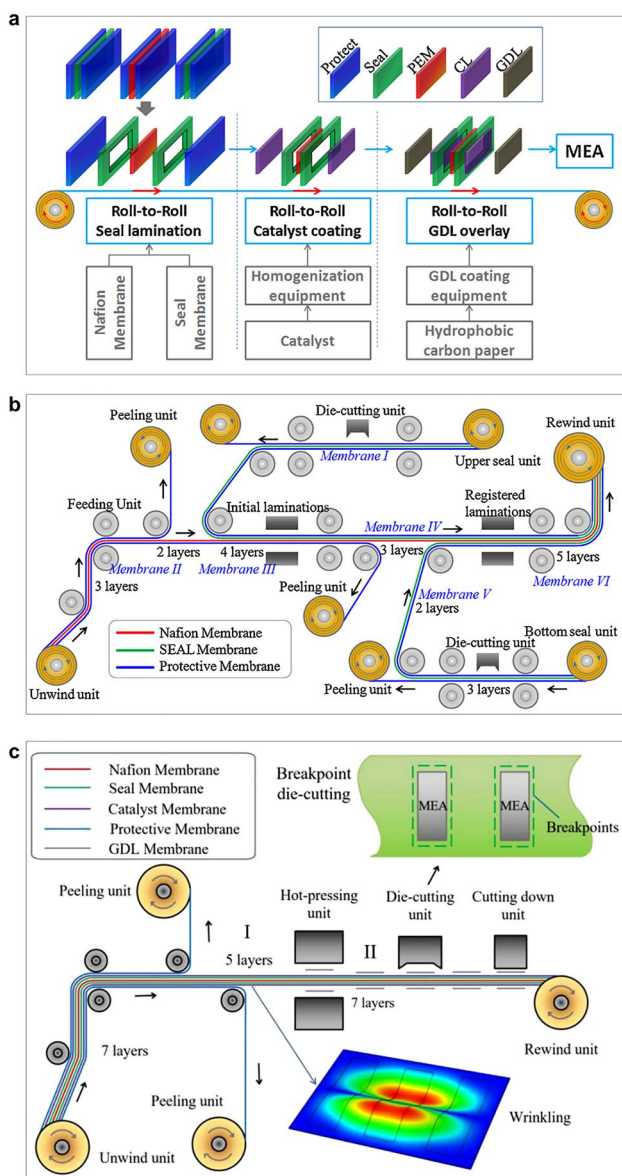 a
Protect
Seal
PEM
CL
GDL
MEA
Roll-to-Roll
Seal lamination
Roll-to-Roll
Catalyst coating
Roll-to-Roll
GDL overlay
Nafion
Membrane
Seal
Membrane
Homogenization
equipment
Catalyst
GDL coating
equipment
Hydrophobic
carbon paper
b
Peeling unit
Die-cutting unit
Rewind unit
Membrane I
Upper seal unit
Feeding Unit
Initial laminations
Registered
laminations
Membrane IV
2 layers
4 layers
3 layers
5 layers
Membrane II
Membrane III
Membrane VI
3 layers
Peeling unit
Membrane V
2 layers
Nafion Membrane
SEAL Membrane
Protective Membrane
Die-cutting unit
Bottom seal unit
Unwind unit
Peeling unit
3 layers
c
Nafion Membrane
Seal Membrane
Catalyst Membrane
Protective Membrane
GDL Membrane
Breakpoint
die-cutting
MEA
MEA
Breakpoints
Peeling unit
Hot-pressing
unit
Die-cutting
unit
Cutting down
unit
I
II
5 layers
7 layers
7 layers
Rewind unit
Peeling unit
Wrinkling
Unwind unit